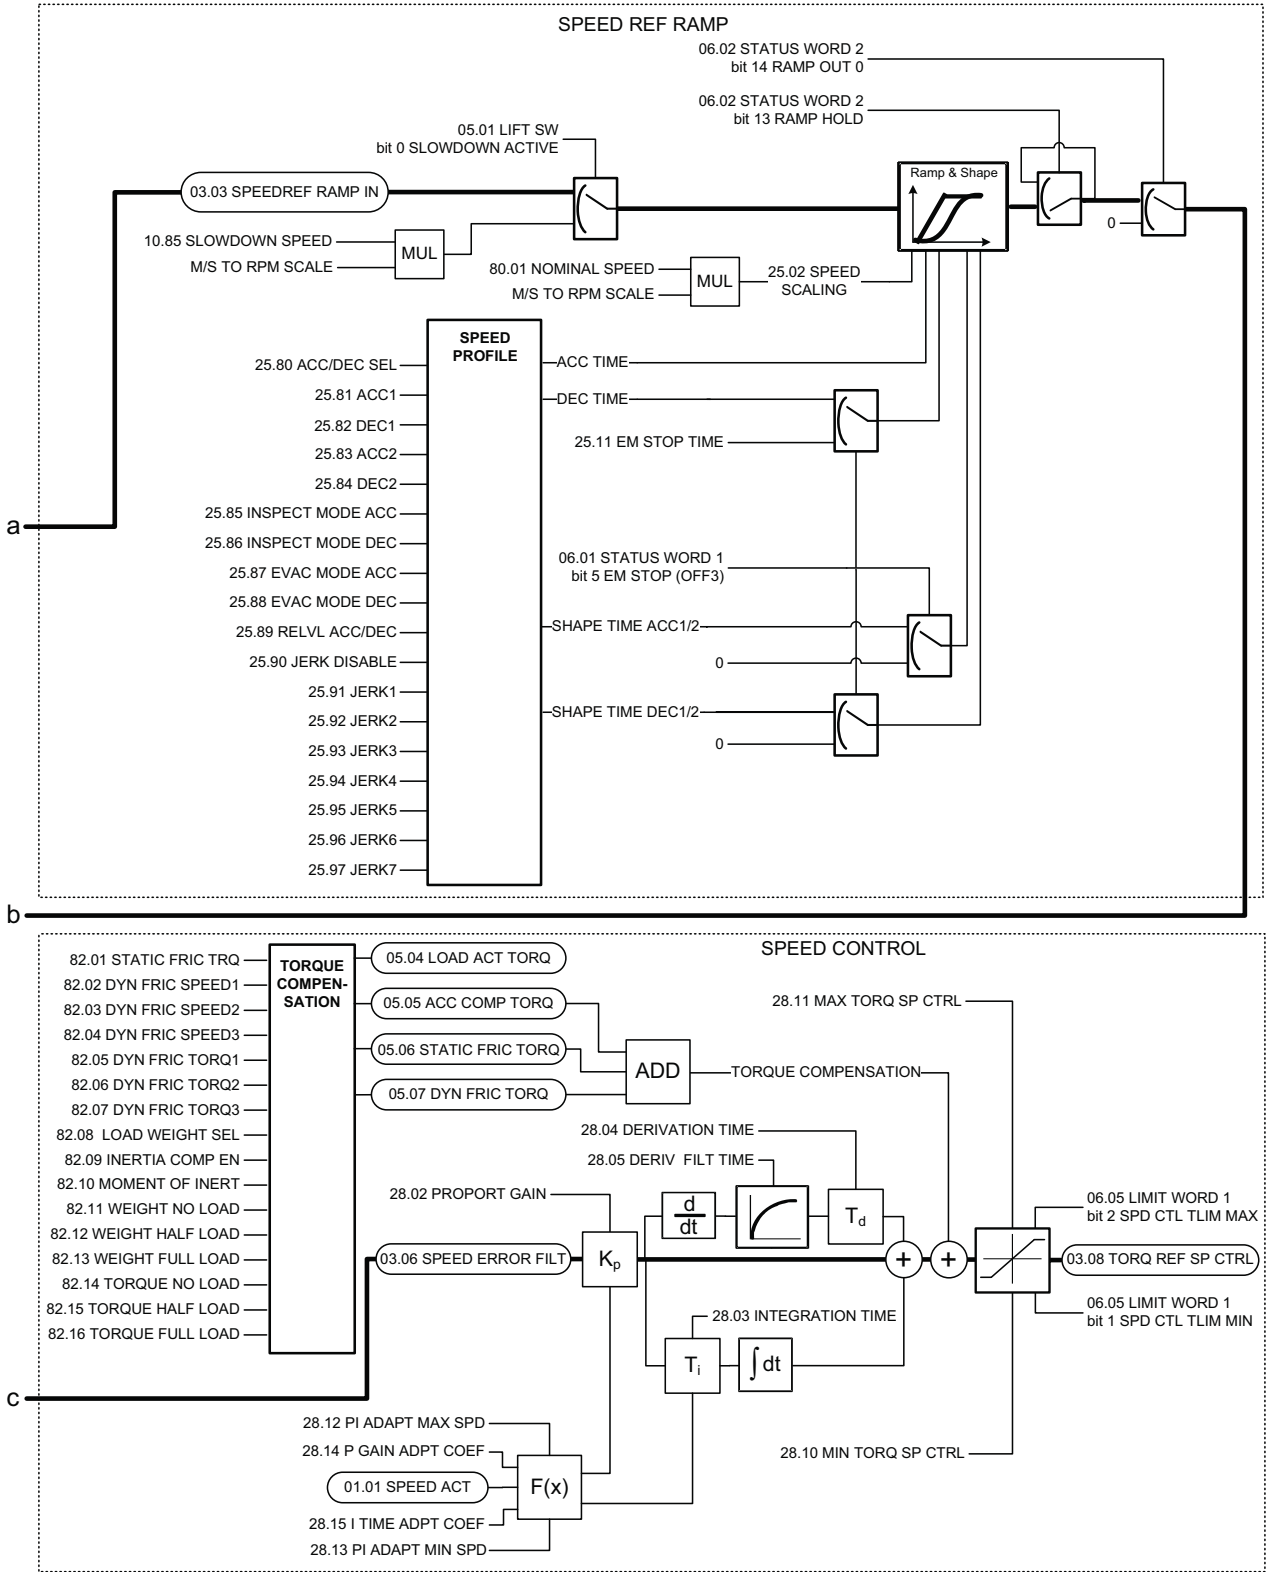 SPEED REF RAMP
06.02 STATUS WORD 2
bit 14 RAMP OUT 0
06.02 STATUS WORD 2
bit 13 RAMP HOLD
05.01 LIFT SW
bit 0 SLOWDOWN ACTIVE
Ramp & Shape
03.03 SPEEDREF RAMP IN
0
10.85 SLOWDOWN SPEED
M/S TO RPM SCALE
MUL
80.01 NOMINAL SPEED
M/S TO RPM SCALE
MUL
25.02 SPEED
SCALING
SPEED
PROFILE
25.80 ACC/DEC SEL
25.81 ACC1
25.82 DEC1
25.83 ACC2
25.84 DEC2
25.85 INSPECT MODE ACC
25.86 INSPECT MODE DEC
25.87 EVAC MODE ACC
25.88 EVAC MODE DEC
25.89 RELVL ACC/DEC
25.90 JERK DISABLE
25.91 JERK1
25.92 JERK2
25.93 JERK3
25.94 JERK4
25.95 JERK5
25.96 JERK6
25.97 JERK7
ACC TIME
DEC TIME
25.11 EM STOP TIME
06.01 STATUS WORD 1
bit 5 EM STOP (OFF3)
SHAPE TIME ACC1/2
0
SHAPE TIME DEC1/2
0
a
b
SPEED CONTROL
82.01 STATIC FRIC TRQ
82.02 DYN FRIC SPEED1
82.03 DYN FRIC SPEED2
82.04 DYN FRIC SPEED3
82.05 DYN FRIC TORQ1
82.06 DYN FRIC TORQ2
82.07 DYN FRIC TORQ3
82.08 LOAD WEIGHT SEL
82.09 INERTIA COMP EN
82.10 MOMENT OF INERT
82.11 WEIGHT NO LOAD
82.12 WEIGHT HALF LOAD
82.13 WEIGHT FULL LOAD
82.14 TORQUE NO LOAD
82.15 TORQUE HALF LOAD
82.16 TORQUE FULL LOAD
TORQUE
COMPEN-
SATION
05.04 LOAD ACT TORQ
05.05 ACC COMP TORQ
05.06 STATIC FRIC TORQ
05.07 DYN FRIC TORQ
ADD
TORQUE COMPENSATION
28.11 MAX TORQ SP CTRL
28.04 DERIVATION TIME
28.05 DERIV FILT TIME
28.02 PROPORT GAIN
d
dt
Td
03.06 SPEED ERROR FILT
Kp
+
+
06.05 LIMIT WORD 1
bit 2 SPD CTL TLIM MAX
03.08 TORQ REF SP CTRL
06.05 LIMIT WORD 1
bit 1 SPD CTL TLIM MIN
28.03 INTEGRATION TIME
Ti
∫dt
c
28.12 PI ADAPT MAX SPD
28.14 P GAIN ADPT COEF
01.01 SPEED ACT
28.15 I TIME ADPT COEF
28.13 PI ADAPT MIN SPD
F(x)
28.10 MIN TORQ SP CTRL